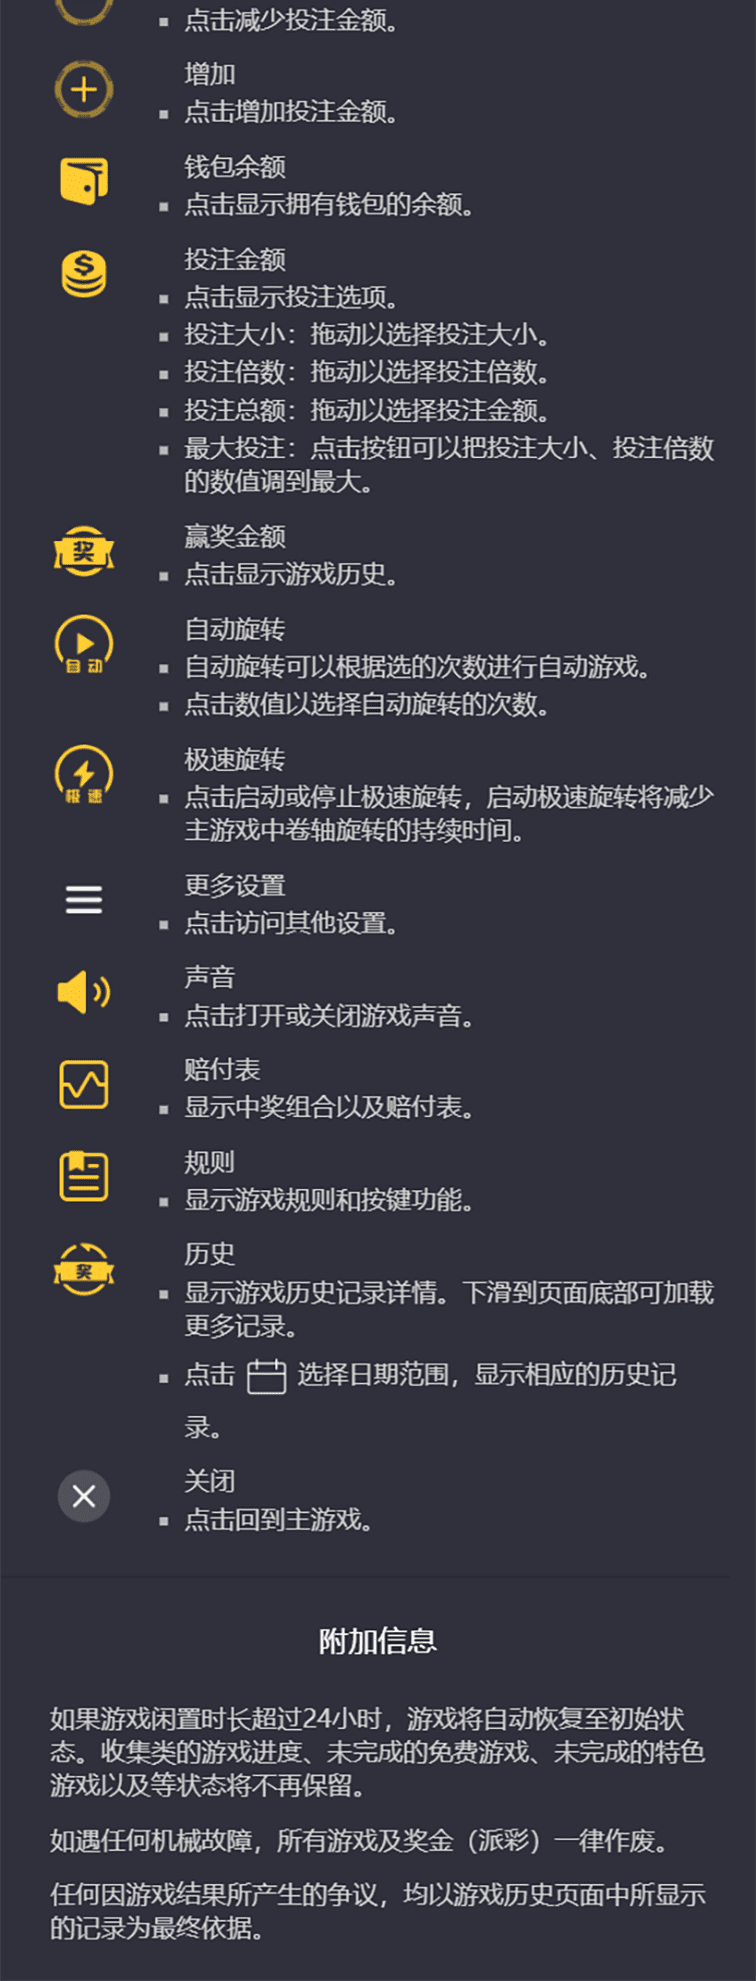 点击减少投注金额。
增加
点击增加投注金额。
钱包余额
点击显示拥有钱包的余额。
投注金额
点击显示投注选项。
投注大小：拖动以选择投注大小。
投注倍数：拖动以选择投注倍数。
投注总额：拖动以选择投注金额。
最大投注：点击按钮可以把投注大小、投注倍数
的数值调到最大。
奖
赢奖金额
点击显示游戏历史。
自动
自动旋转
自动旋转可以根据选的次数进行自动游戏。
点击数值以选择自动旋转的次数。
极速
极速旋转
点击启动或停止极速旋转，启动极速旋转将减少
主游戏中卷轴旋转的持续时间。
更多设置
点击访问其他设置。
声音
点击打开或关闭游戏声音。
赔付表
显示中奖组合以及赔付表。
规则
显示游戏规则和按键功能。
奖
历史
显示游戏历史记录详情。下滑到页面底部可加载
更多记录。
点击 选择日期范围，显示相应的历史记
录。
关闭
点击回到主游戏。
附加信息
如果游戏闲置时长超过24小时，游戏将自动恢复至初始状
态。收集类的游戏进度、未完成的免费游戏、未完成的特色
游戏以及等状态将不再保留。
如遇任何机械故障，所有游戏及奖金（派彩）一律作废。
任何因游戏结果所产生的争议，均以游戏历史页面中所显示
的记录为最终依据。